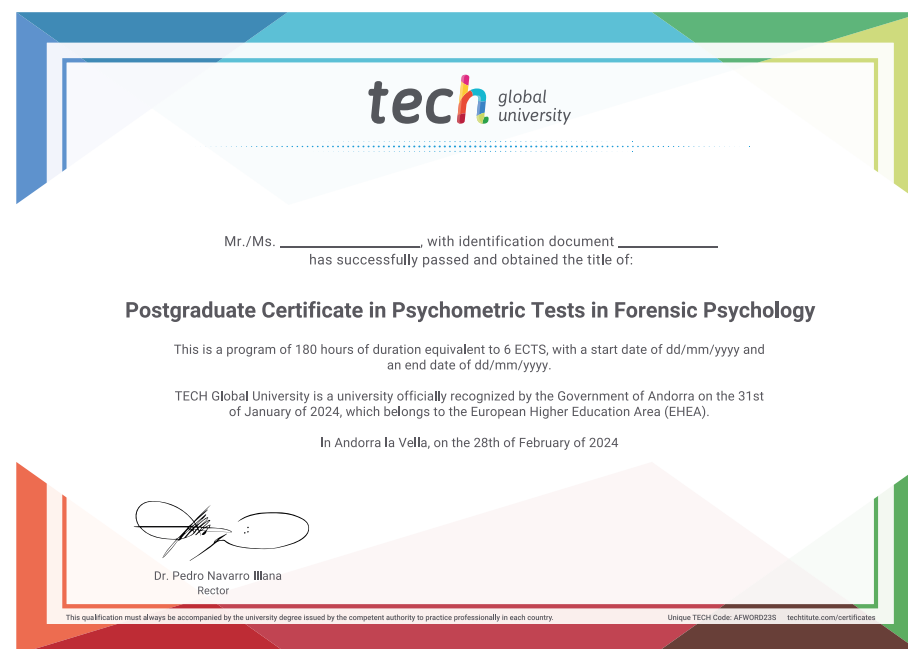 tech global
university
Mr./Ms. ____________, with identification document ____________
has successfully passed and obtained the title of:
Postgraduate Certificate in Psychometric Tests in Forensic Psychology
This is a program of 180 hours of duration equivalent to 6 ECTS, with a start date of dd/mm/yyyy and
an end date of dd/mm/yyyy.
TECH Global University is a university officially recognized by the Government of Andorra on the 31st
of January of 2024, which belongs to the European Higher Education Area (EHEA).
In Andorra la Vella, on the 28th of February of 2024
Dr. Pedro Navarro Illana
Rector
This qualification must always be accompanied by the university degree issued by the competent authority to practice professionally in each country.
Unique TECH Code: AFWORD23S techtitute.com/certificates